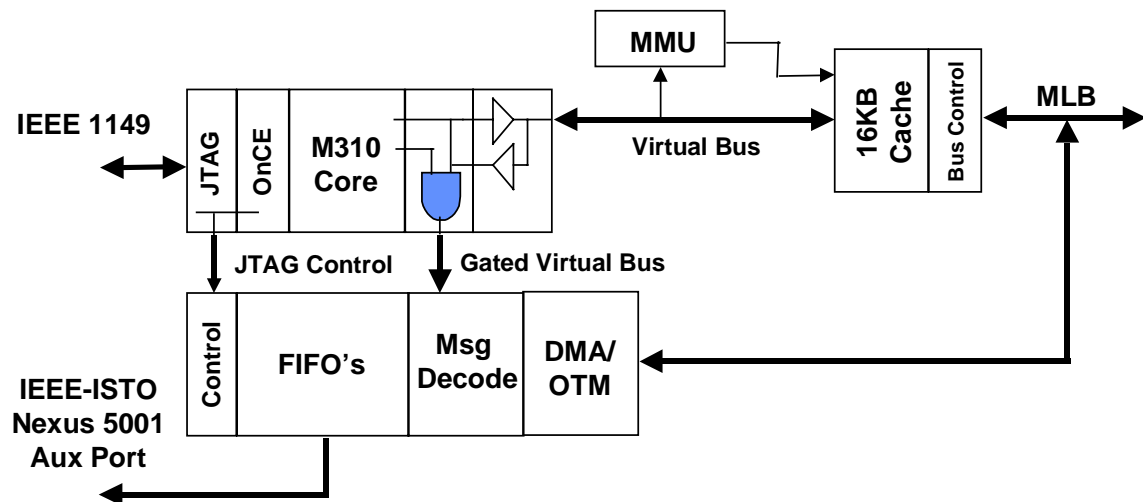 MMU
IEEE 1149
JTAG
OnCE
M310
Core
Virtual Bus
16KB
Cache
Bus Control
MLB
JTAG Control
Gated Virtual Bus
Control
FIFO's
Msg
Decode
DMA/
OTM
IEEE-ISTO
Nexus 5001
Aux Port